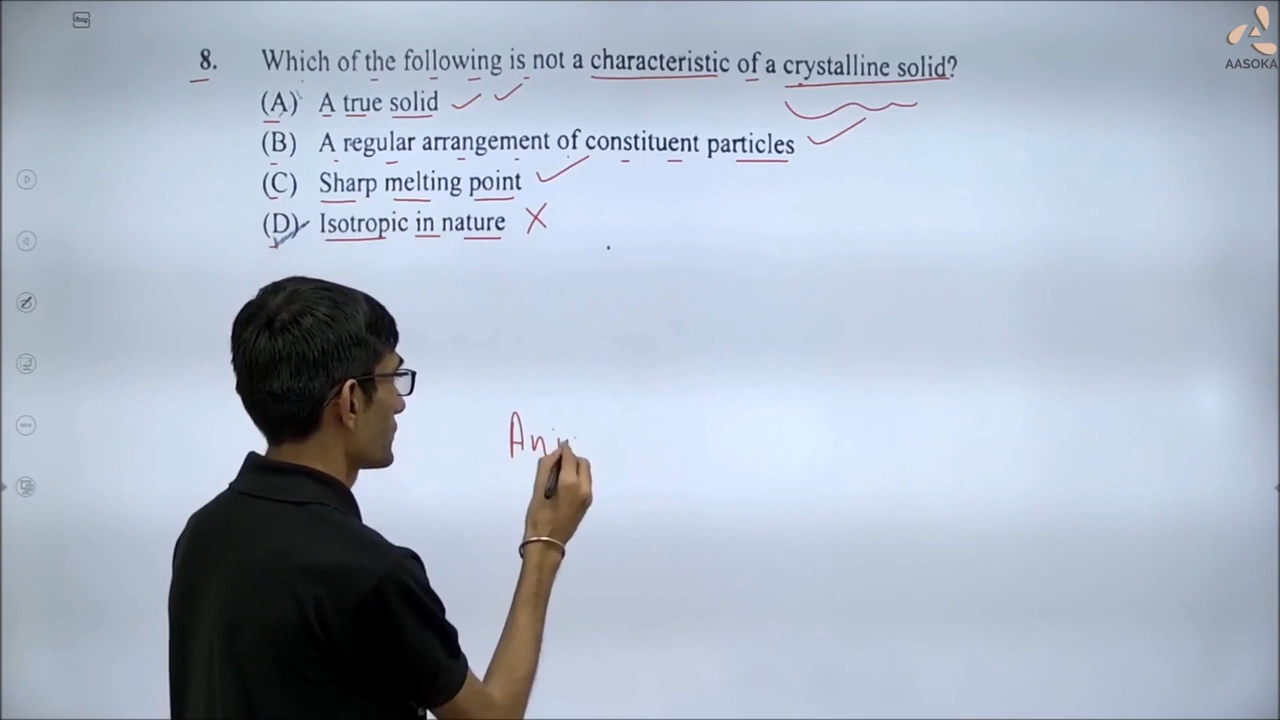 AASOKA
8. Which of the following is not a characteristic of a crystalline solid?
(A) A true solid
(B) A regular arrangement of constituent particles
(C) Sharp melting point
(D) Isotropic in nature
An